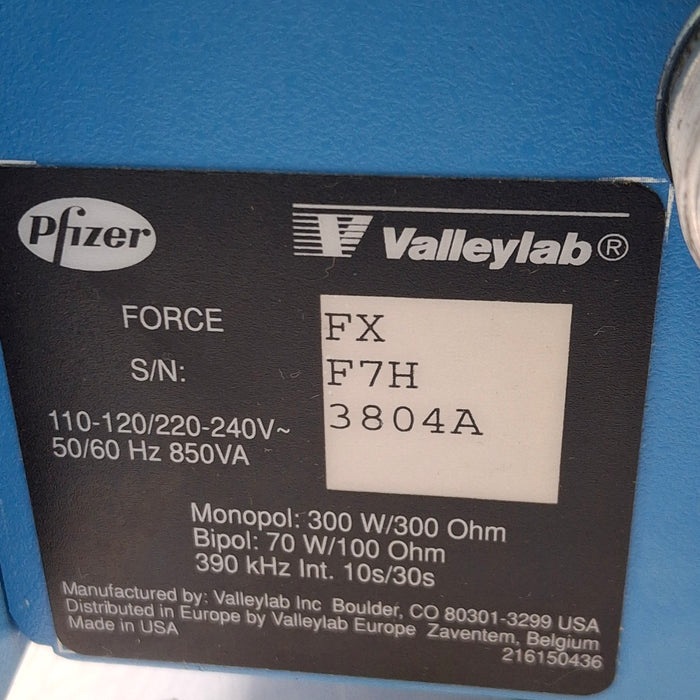 Pfizer
Valleylab®
FORCE FX
S/N: F7H
3804A
110-120/220-240V~
50/60 Hz 850VA
Monopol: 300 W/300 Ohm
Bipol: 70 W/100 Ohm
390 kHz Int. 10s/30s
Manufactured by: Valleylab Inc Boulder, CO 80301-3299 USA
Distributed in Europe by Valleylab Europe Zaventem, Belgium
Made in USA
216150436